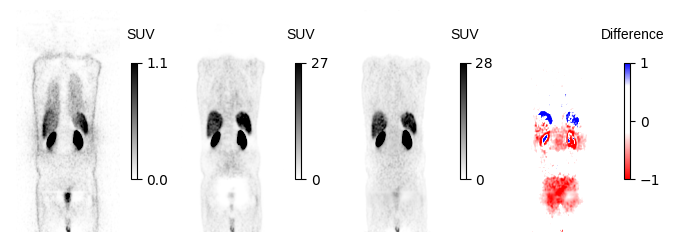 SUV SUV SUV Difference
1.1 27 28 1
0
0.0 0 0 −1